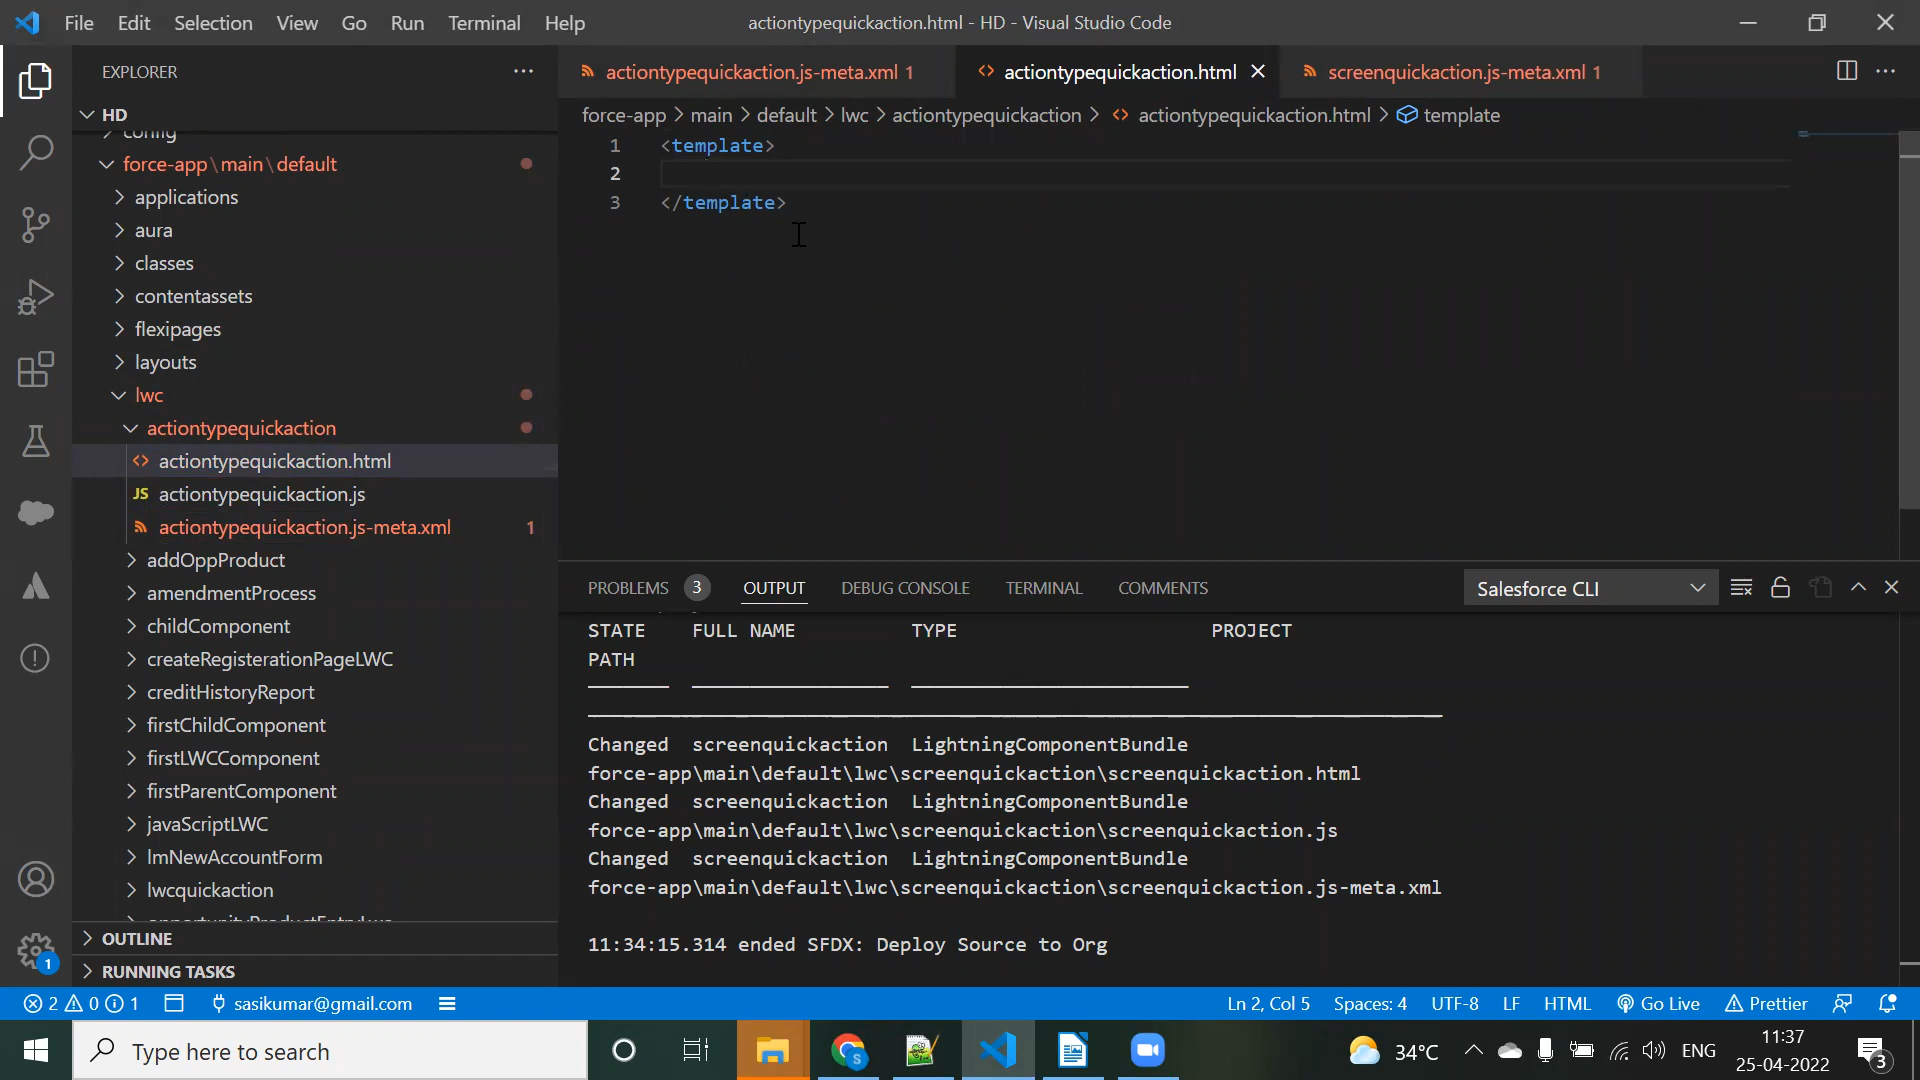 File Edit Selection View Go Run Terminal Help
actiontypequickaction.html - HD - Visual Studio Code
EXPLORER
HD
config
force-app\main\default
applications
aura
classes
contentassets
flexipages
layouts
lwc
actiontypequickaction
actiontypequickaction.html
JS actiontypequickaction.js
actiontypequickaction.js-meta.xml 1
addOppProduct
amendmentProcess
childComponent
createRegisterationPageLWC
creditHistoryReport
firstChildComponent
firstLWCComponent
firstParentComponent
javaScriptLWC
lmNewAccountForm
lwcquickaction
opportunityProductEntryLwc
OUTLINE
RUNNING TASKS
actiontypequickaction.js-meta.xml 1
actiontypequickaction.html
screenquickaction.js-meta.xml 1
force-app > main > default > lwc > actiontypequickaction > actiontypequickaction.html > template
1 <template>
2
3 </template>
PROBLEMS 3 OUTPUT DEBUG CONSOLE TERMINAL COMMENTS
Salesforce CLI
STATE FULL NAME TYPE PROJECT
PATH
Changed screenquickaction LightningComponentBundle
force-app\main\default\lwc\screenquickaction\screenquickaction.html
Changed screenquickaction LightningComponentBundle
force-app\main\default\lwc\screenquickaction\screenquickaction.js
Changed screenquickaction LightningComponentBundle
force-app\main\default\lwc\screenquickaction\screenquickaction.js-meta.xml
11:34:15.314 ended SFDX: Deploy Source to Org
1
2 0 1 sasikumar@gmail.com
Ln 2, Col 5 Spaces: 4 UTF-8 LF HTML Go Live Prettier
Type here to search
S
34°C
ENG
11:37
25-04-2022
3